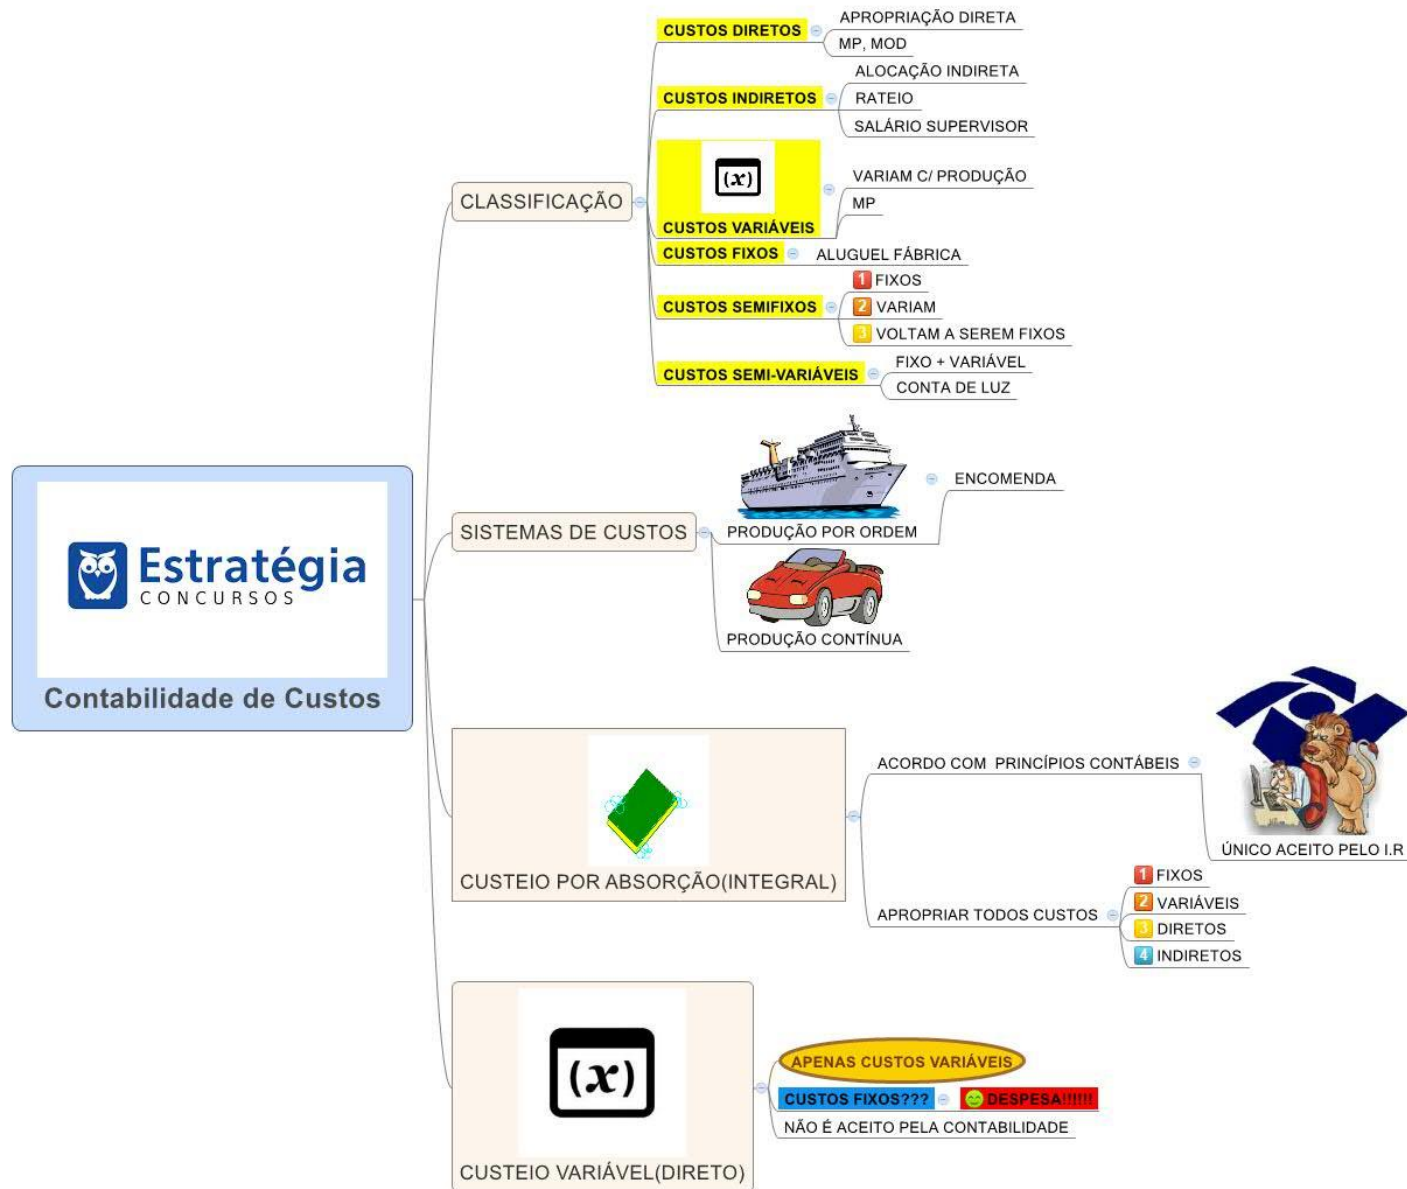 Estratégia
CONCURSOS
Contabilidade de Custos
CLASSIFICAÇÃO
CUSTOS DIRETOS
APROPRIAÇÃO DIRETA
MP, MOD
CUSTOS INDIRETOS
ALOCAÇÃO INDIRETA
RATEIO
SALÁRIO SUPERVISOR
(x)
CUSTOS VARIÁVEIS
VARIAM C/ PRODUÇÃO
MP
CUSTOS FIXOS
ALUGUEL FÁBRICA
CUSTOS SEMIFIXOS
1 FIXOS
2 VARIAM
3 VOLTAM A SEREM FIXOS
CUSTOS SEMI-VARIÁVEIS
FIXO + VARIÁVEL
CONTA DE LUZ
SISTEMAS DE CUSTOS
PRODUÇÃO POR ORDEM
ENCOMENDA
PRODUÇÃO CONTÍNUA
CUSTEIO POR ABSORÇÃO(INTEGRAL)
ACORDO COM  PRINCÍPIOS CONTÁBEIS
ÚNICO ACEITO PELO I.R
APROPRIAR TODOS CUSTOS
1 FIXOS
2 VARIÁVEIS
3 DIRETOS
4 INDIRETOS
(x)
CUSTEIO VARIÁVEL(DIRETO)
APENAS CUSTOS VARIÁVEIS
CUSTOS FIXOS???
DESPESA!!!!!!
NÃO É ACEITO PELA CONTABILIDADE